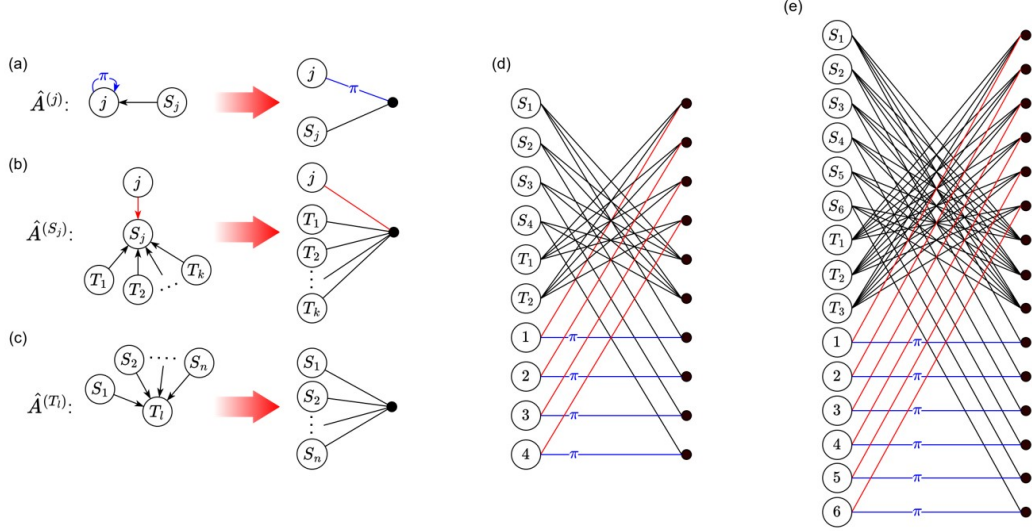 (a)
π
Â^(j): j S_j
j
π
S_j
(b)
j
Â^(S_j): S_j
T_1 T_2 ··· T_k
j
T_1
T_2
⋮
T_k
(c)
S_1 S_2 ···· S_n
Â^(T_l): T_l
S_1
S_2
⋮
S_n
(d)
S_1
S_2
S_3
S_4
T_1
T_2
1 π
2 π
3 π
4 π
(e)
S_1
S_2
S_3
S_4
S_5
S_6
T_1
T_2
T_3
1 π
2 π
3 π
4 π
5 π
6 π